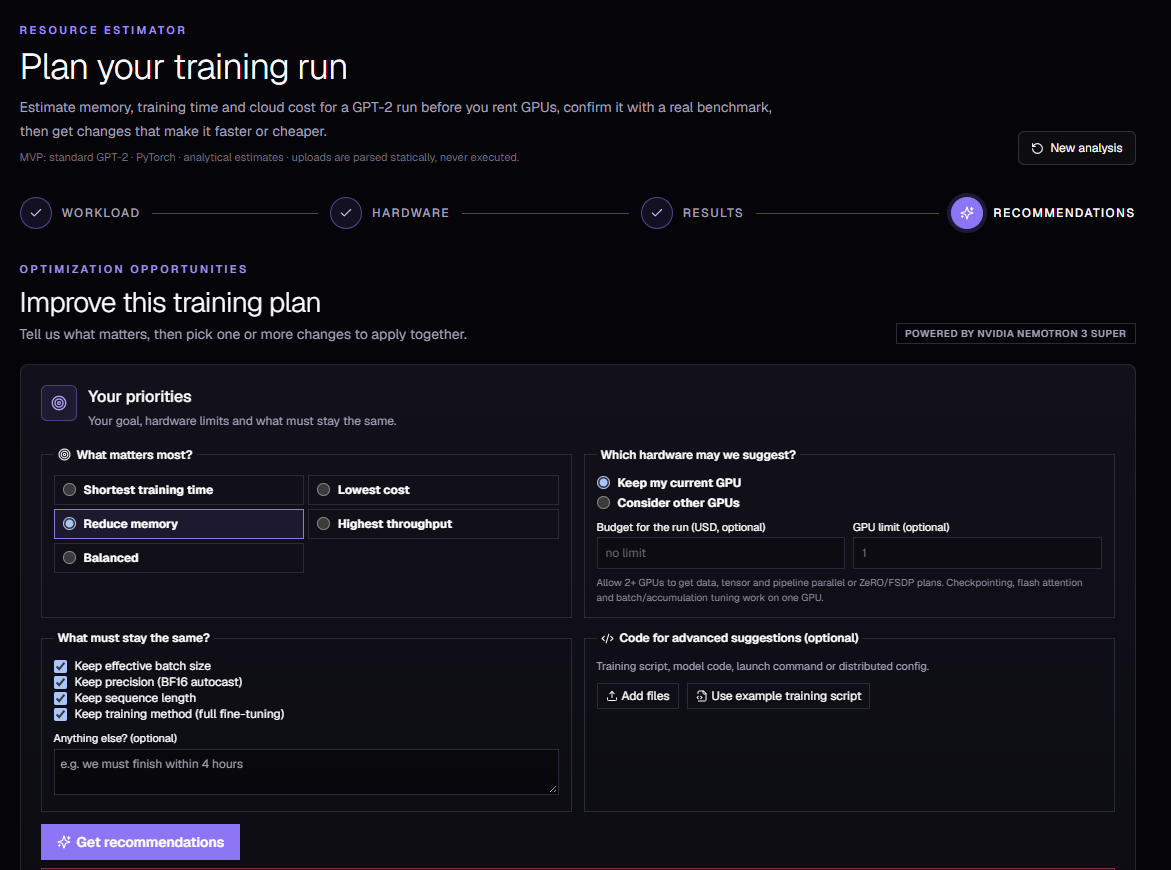 RESOURCE ESTIMATOR
Plan your training run
Estimate memory, training time and cloud cost for a GPT-2 run before you rent GPUs, confirm it with a real benchmark,
then get changes that make it faster or cheaper.
MVP: standard GPT-2 · PyTorch · analytical estimates · uploads are parsed statically, never executed.
New analysis
WORKLOAD
HARDWARE
RESULTS
RECOMMENDATIONS
OPTIMIZATION OPPORTUNITIES
Improve this training plan
Tell us what matters, then pick one or more changes to apply together.
POWERED BY NVIDIA NEMOTRON 3 SUPER
Your priorities
Your goal, hardware limits and what must stay the same.
What matters most?
Shortest training time
Lowest cost
Reduce memory
Highest throughput
Balanced
Which hardware may we suggest?
Keep my current GPU
Consider other GPUs
Budget for the run (USD, optional)
GPU limit (optional)
no limit
1
Allow 2+ GPUs to get data, tensor and pipeline parallel or ZeRO/FSDP plans. Checkpointing, flash attention
and batch/accumulation tuning work on one GPU.
What must stay the same?
Keep effective batch size
Keep precision (BF16 autocast)
Keep sequence length
Keep training method (full fine-tuning)
Anything else? (optional)
e.g. we must finish within 4 hours
</> Code for advanced suggestions (optional)
Training script, model code, launch command or distributed config.
Add files
Use example training script
Get recommendations